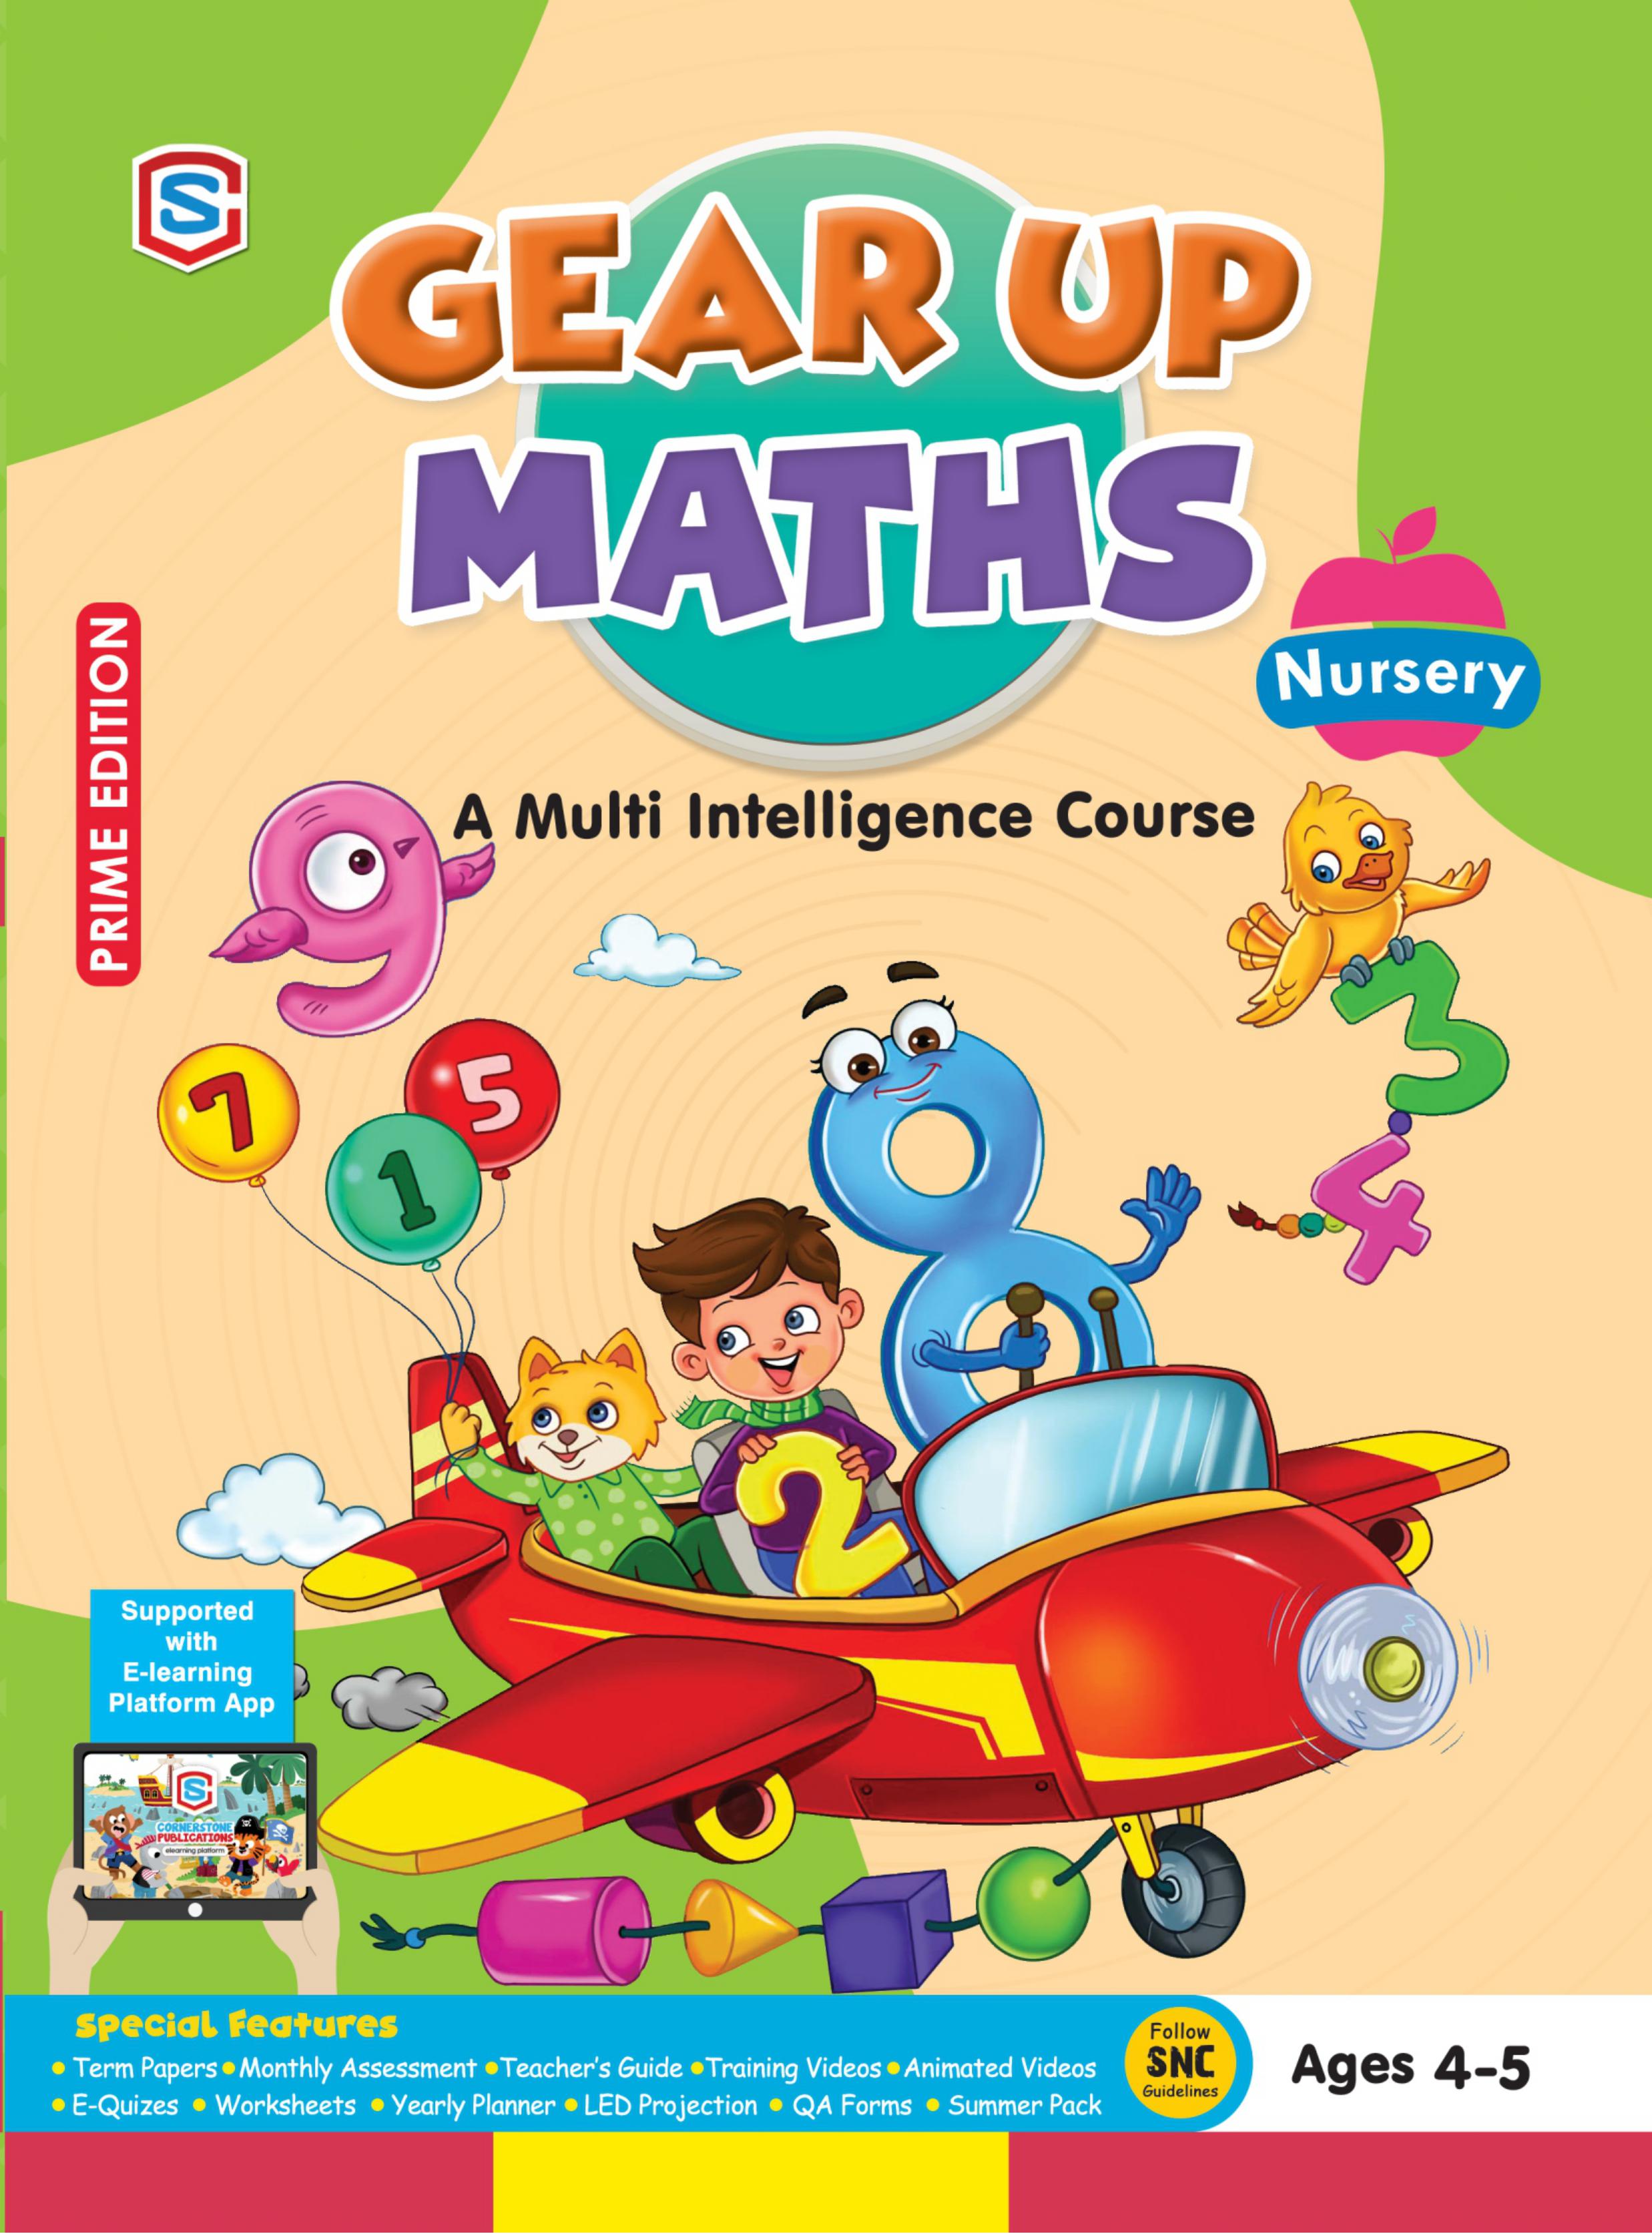 S
GEAR UP
MATHS
Nursery
PRIME EDITION
A Multi Intelligence Course
9
3
4
7
5
1
8
2
Supported
with
E-learning
Platform App
S
CORNERSTONE
PUBLICATIONS
elearning platform
Special Features
• Term Papers • Monthly Assessment • Teacher's Guide • Training Videos • Animated Videos
• E-Quizes • Worksheets • Yearly Planner • LED Projection • QA Forms • Summer Pack
Follow
SNC
Guidelines
Ages 4-5